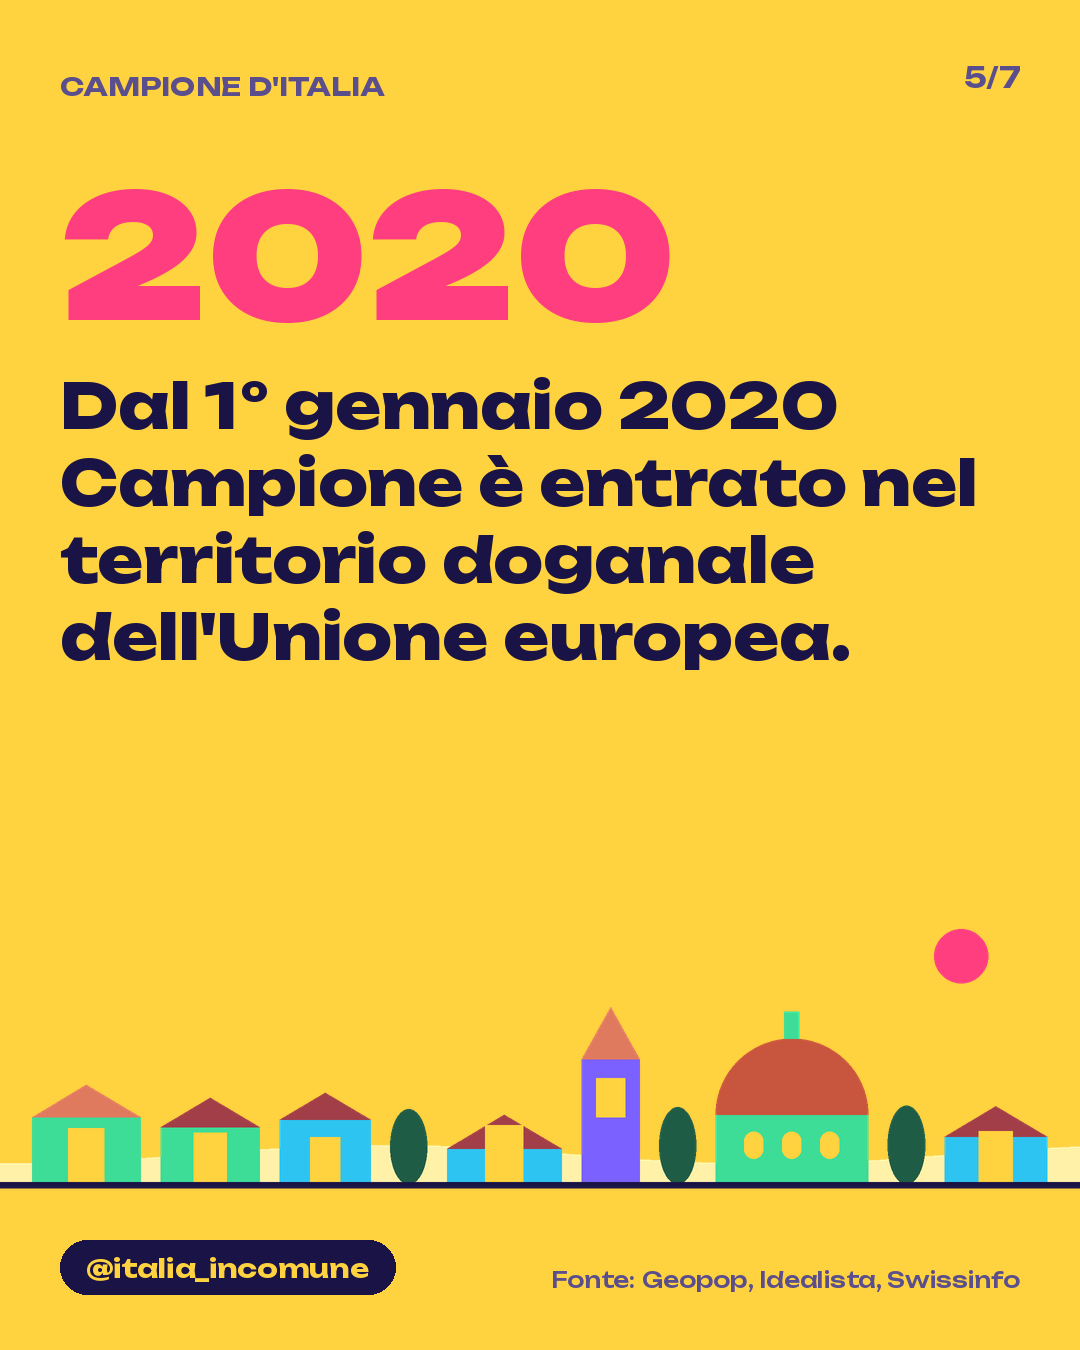 CAMPIONE D'ITALIA
5/7
2020
Dal 1° gennaio 2020
Campione è entrato nel
territorio doganale
dell'Unione europea.
@italia_incomune
Fonte: Geopop, Idealista, Swissinfo